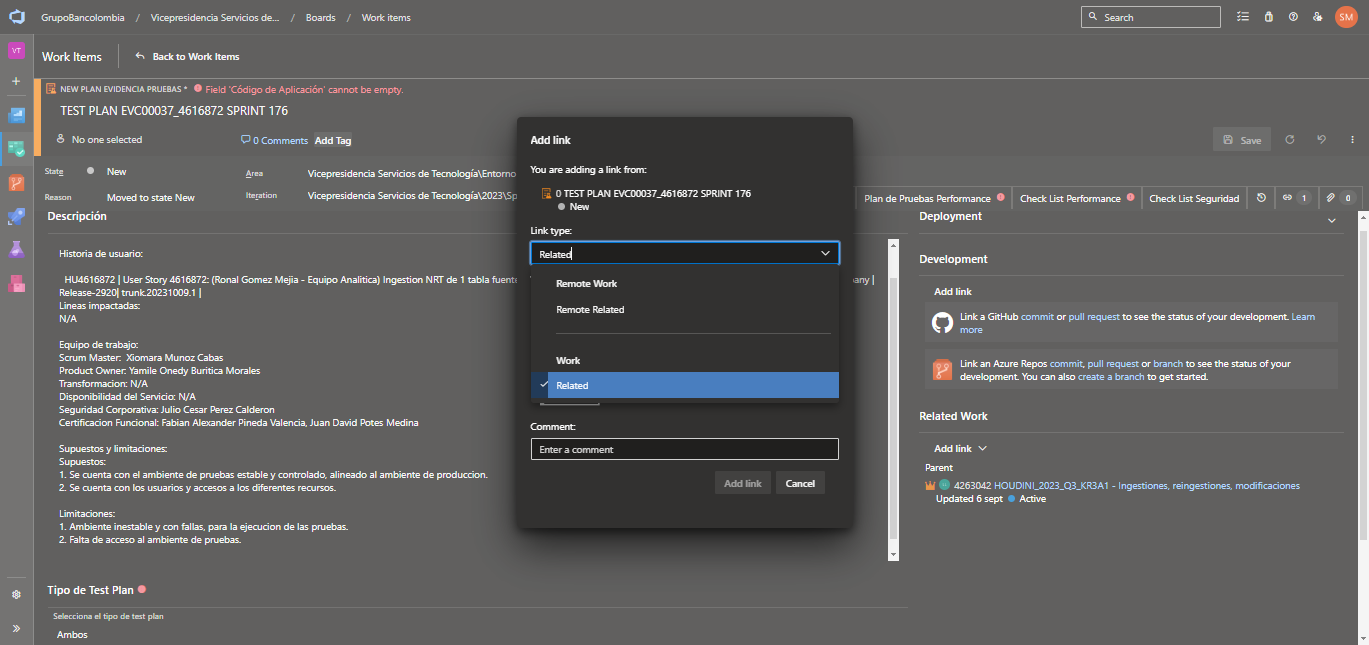 GrupoBancolombia / Vicepresidencia Servicios de... / Boards / Work items
Search
SM
VT
Work Items
Back to Work Items
NEW PLAN EVIDENCIA PRUEBAS * Field 'Código de Aplicación' cannot be empty.
TEST PLAN EVC00037_4616872 SPRINT 176
No one selected
0 Comments
Add Tag
Save
State
New
Area
Vicepresidencia Servicios de Tecnología\Entorno
Reason
Moved to state New
Iteration
Vicepresidencia Servicios de Tecnología\2023\Sp
Plan de Pruebas Performance
Check List Performance
Check List Seguridad
1
0
Descripción
Historia de usuario:
HU4616872 | User Story 4616872: (Ronal Gomez Mejia - Equipo Analitica) Ingestion NRT de 1 tabla fuente
any |
Release-2920| trunk.20231009.1 |
Lineas impactadas:
N/A
Equipo de trabajo:
Scrum Master: Xiomara Munoz Cabas
Product Owner: Yamile Onedy Buritica Morales
Transformacion: N/A
Disponibilidad del Servicio: N/A
Seguridad Corporativa: Julio Cesar Perez Calderon
Certificacion Funcional: Fabian Alexander Pineda Valencia, Juan David Potes Medina
Supuestos y limitaciones:
Supuestos:
1. Se cuenta con el ambiente de pruebas estable y controlado, alineado al ambiente de produccion.
2. Se cuenta con los usuarios y accesos a los diferentes recursos.
Limitaciones:
1. Ambiente inestable y con fallas, para la ejecucion de las pruebas.
2. Falta de acceso al ambiente de pruebas.
Tipo de Test Plan
Selecciona el tipo de test plan
Ambos
Add link
You are adding a link from:
0 TEST PLAN EVC00037_4616872 SPRINT 176
New
Link type:
Related
Remote Work
Remote Related
Work
Related
Comment:
Enter a comment
Add link
Cancel
Deployment
Development
Add link
Link a GitHub commit or pull request to see the status of your development. Learn
more
Link an Azure Repos commit, pull request or branch to see the status of your
development. You can also create a branch to get started.
Related Work
Add link
Parent
4263042 HOUDINI_2023_Q3_KR3A1 - Ingestiones, reingestiones, modificaciones
Updated 6 sept Active